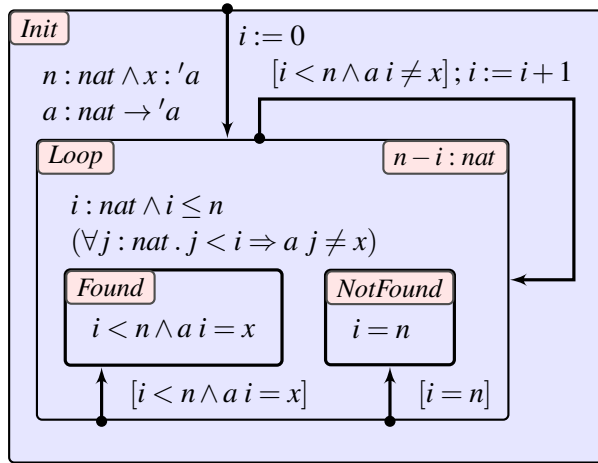 Init
i := 0
n : nat ∧ x : 'a
[i < n ∧ a i ≠ x] ; i := i + 1
a : nat → 'a
Loop
n − i : nat
i : nat ∧ i ≤ n
(∀ j : nat . j < i ⇒ a j ≠ x)
Found
NotFound
i < n ∧ a i = x
i = n
[i < n ∧ a i = x]
[i = n]